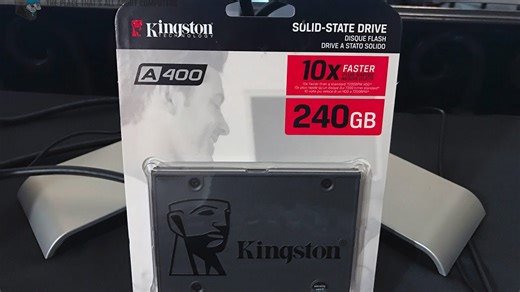 Kingston
TECHNOLOGY
SOLID-STATE DRIVE
DISQUE FLASH
DRIVE A STATO SOLIDO
A400
10x FASTER
240GB
Kingston